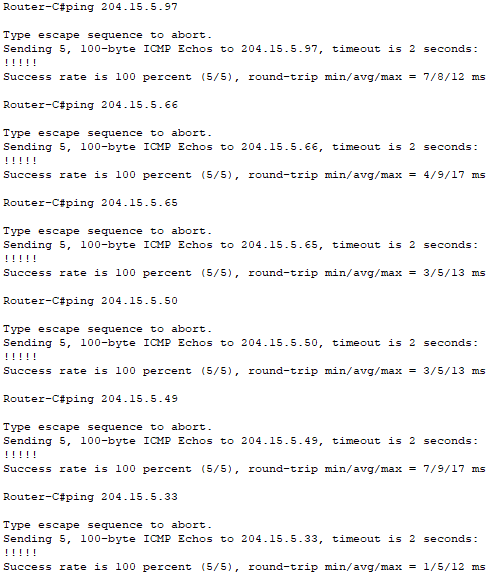 Router-C#ping 204.15.5.97
Type escape sequence to abort.
Sending 5, 100-byte ICMP Echos to 204.15.5.97, timeout is 2 seconds:
!!!!!
Success rate is 100 percent (5/5), round-trip min/avg/max = 7/8/12 ms
Router-C#ping 204.15.5.66
Type escape sequence to abort.
Sending 5, 100-byte ICMP Echos to 204.15.5.66, timeout is 2 seconds:
!!!!!
Success rate is 100 percent (5/5), round-trip min/avg/max = 4/9/17 ms
Router-C#ping 204.15.5.65
Type escape sequence to abort.
Sending 5, 100-byte ICMP Echos to 204.15.5.65, timeout is 2 seconds:
!!!!!
Success rate is 100 percent (5/5), round-trip min/avg/max = 3/5/13 ms
Router-C#ping 204.15.5.50
Type escape sequence to abort.
Sending 5, 100-byte ICMP Echos to 204.15.5.50, timeout is 2 seconds:
!!!!!
Success rate is 100 percent (5/5), round-trip min/avg/max = 3/5/13 ms
Router-C#ping 204.15.5.49
Type escape sequence to abort.
Sending 5, 100-byte ICMP Echos to 204.15.5.49, timeout is 2 seconds:
!!!!!
Success rate is 100 percent (5/5), round-trip min/avg/max = 7/9/17 ms
Router-C#ping 204.15.5.33
Type escape sequence to abort.
Sending 5, 100-byte ICMP Echos to 204.15.5.33, timeout is 2 seconds:
!!!!!
Success rate is 100 percent (5/5), round-trip min/avg/max = 1/5/12 ms